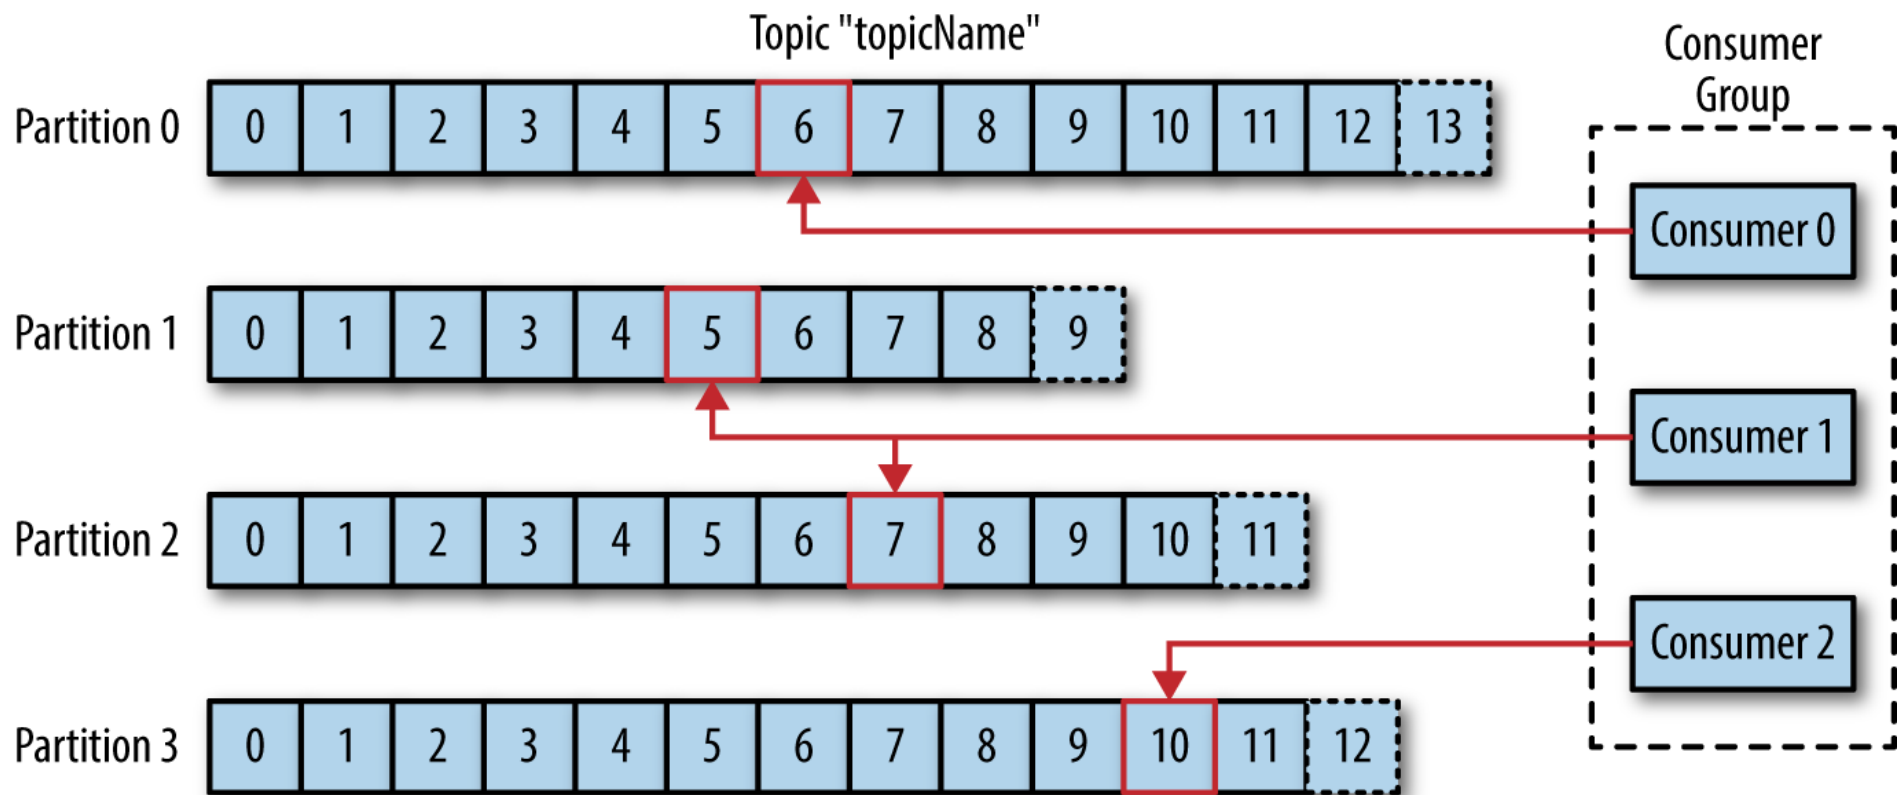 Topic "topicName"
Consumer
Group
Partition 0 0 1 2 3 4 5 6 7 8 9 10 11 12 13
Consumer 0
Partition 1 0 1 2 3 4 5 6 7 8 9
Consumer 1
Partition 2 0 1 2 3 4 5 6 7 8 9 10 11
Consumer 2
Partition 3 0 1 2 3 4 5 6 7 8 9 10 11 12